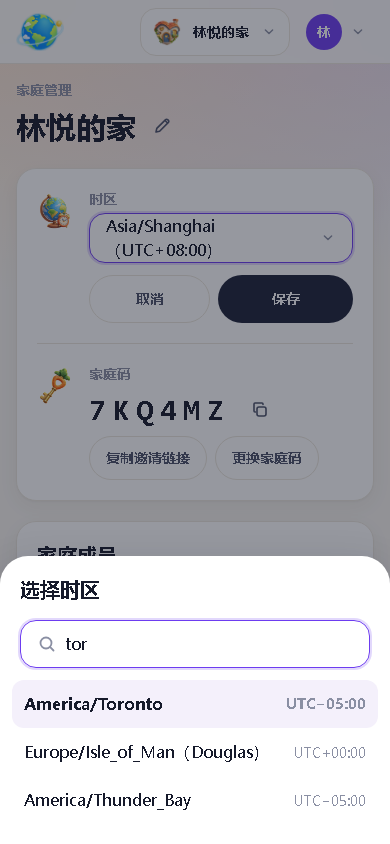 林悦的家
林
家庭管理
林悦的家
时区
Asia/Shanghai
（UTC+08:00）
取消
保存
家庭码
7KQ4MZ
复制邀请链接
更换家庭码
家庭成员
选择时区
tor
America/Toronto UTC−05:00
Europe/Isle_of_Man（Douglas） UTC+00:00
America/Thunder_Bay UTC−05:00